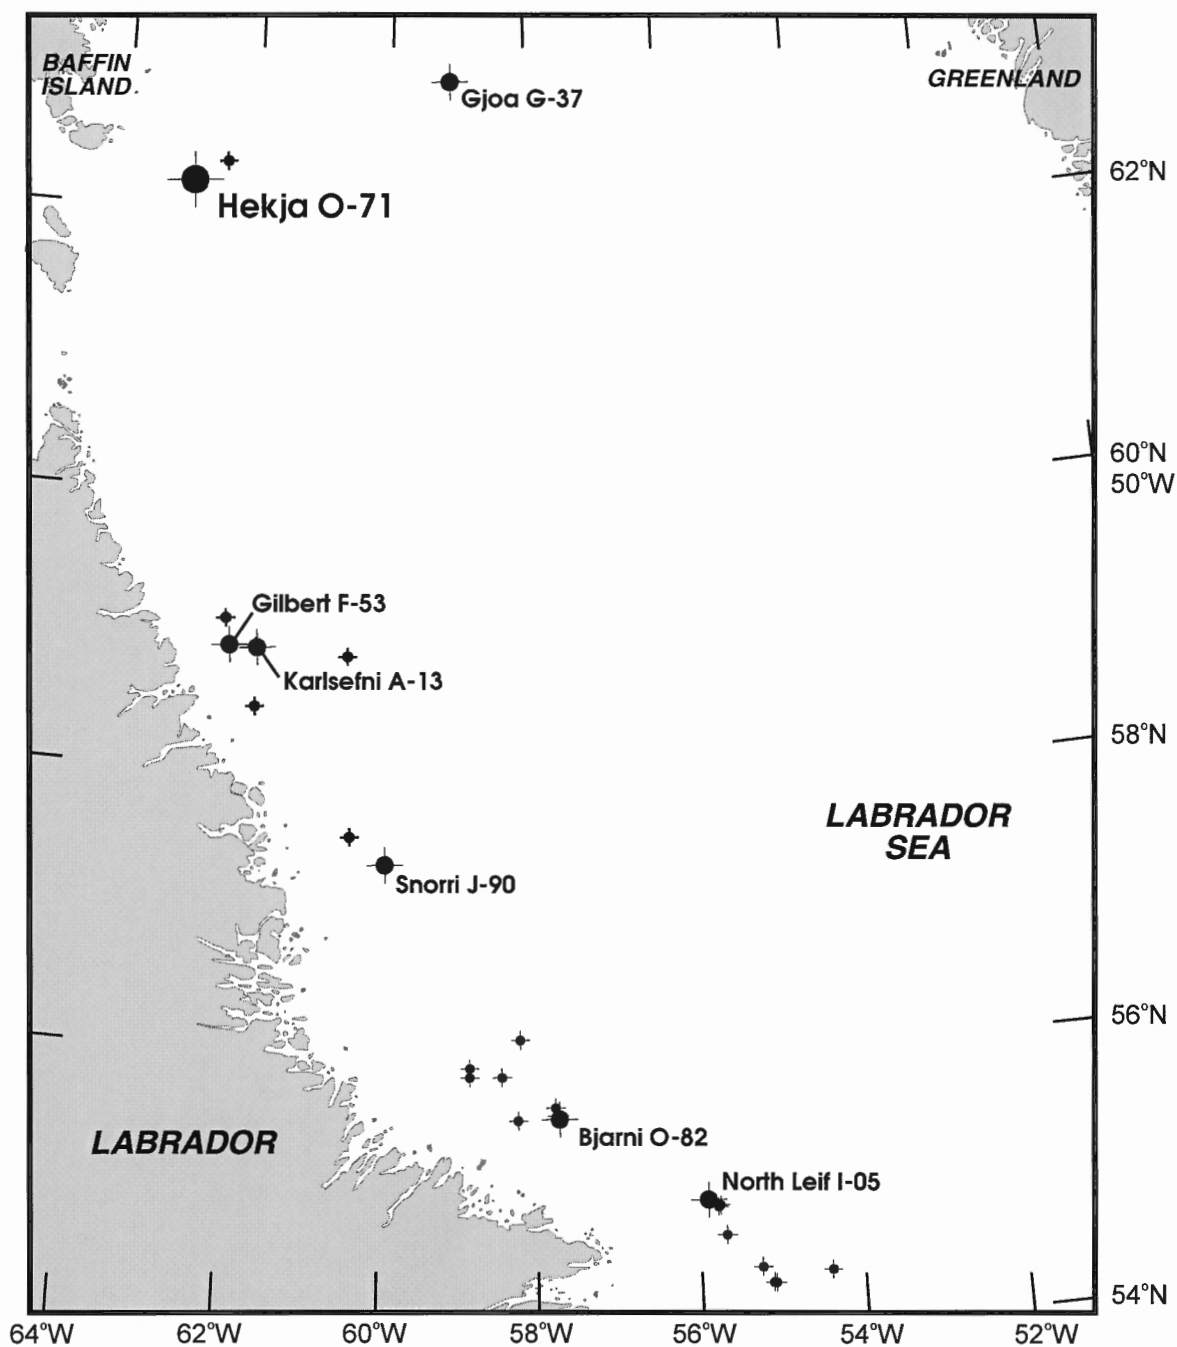 BAFFIN
ISLAND
GREENLAND
Gjoa G-37
62°N
Hekja O-71
60°N
50°W
Gilbert F-53
Karlsefni A-13
58°N
LABRADOR
SEA
Snorri J-90
56°N
LABRADOR
Bjarni O-82
North Leif I-05
54°N
64°W 62°W 60°W 58°W 56°W 54°W 52°W